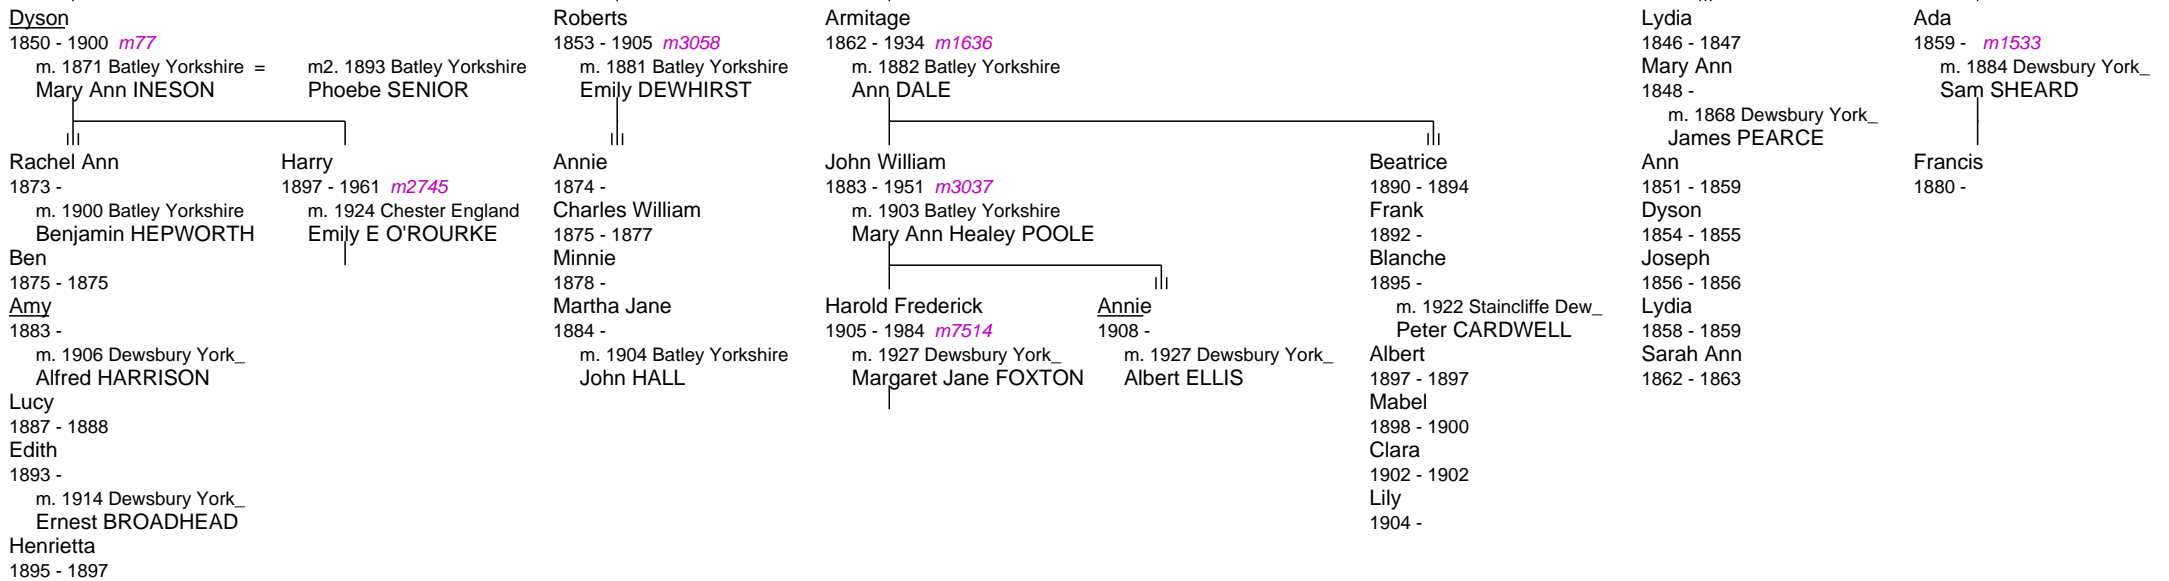 Dyson
1850 - 1900 m77
m. 1871 Batley Yorkshire =
Mary Ann INESON
m2. 1893 Batley Yorkshire
Phoebe SENIOR
Roberts
1853 - 1905 m3058
m. 1881 Batley Yorkshire
Emily DEWHIRST
Armitage
1862 - 1934 m1636
m. 1882 Batley Yorkshire
Ann DALE
Lydia
1846 - 1847
Mary Ann
1848 -
m. 1868 Dewsbury York_
James PEARCE
Ann
1851 - 1859
Dyson
1854 - 1855
Joseph
1856 - 1856
Lydia
1858 - 1859
Sarah Ann
1862 - 1863
Ada
1859 - m1533
m. 1884 Dewsbury York_
Sam SHEARD
Francis
1880 -
Rachel Ann
1873 -
m. 1900 Batley Yorkshire
Benjamin HEPWORTH
Ben
1875 - 1875
Amy
1883 -
m. 1906 Dewsbury York_
Alfred HARRISON
Lucy
1887 - 1888
Edith
1893 -
m. 1914 Dewsbury York_
Ernest BROADHEAD
Henrietta
1895 - 1897
Harry
1897 - 1961 m2745
m. 1924 Chester England
Emily E O'ROURKE
Annie
1874 -
Charles William
1875 - 1877
Minnie
1878 -
Martha Jane
1884 -
m. 1904 Batley Yorkshire
John HALL
John William
1883 - 1951 m3037
m. 1903 Batley Yorkshire
Mary Ann Healey POOLE
Harold Frederick
1905 - 1984 m7514
m. 1927 Dewsbury York_
Margaret Jane FOXTON
Annie
1908 -
m. 1927 Dewsbury York_
Albert ELLIS
Beatrice
1890 - 1894
Frank
1892 -
Blanche
1895 -
m. 1922 Staincliffe Dew_
Peter CARDWELL
Albert
1897 - 1897
Mabel
1898 - 1900
Clara
1902 - 1902
Lily
1904 -